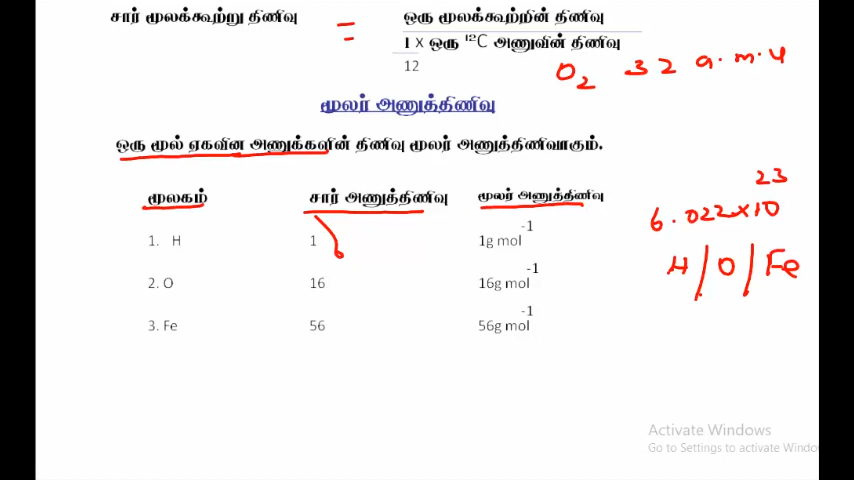 சார் மூலக்கூற்று திணிவு = ஒரு மூலக்கூற்றின் திணிவு
1 x ஒரு ¹²C அணுவின் திணிவு
12
O₂ 32 a.m.u
மூலர் அணுத்திணிவு
ஒரு மூல் ஏகவின அணுக்களின் திணிவு மூலர் அணுத்திணிவாகும்.
6.022x10²³
மூலகம் சார் அணுத்திணிவு மூலர் அணுத்திணிவு
1. H 1 1g mol⁻¹
H/O/Fe
2. O 16 16g mol⁻¹
3. Fe 56 56g mol⁻¹
Activate Windows
Go to Settings to activate Windo